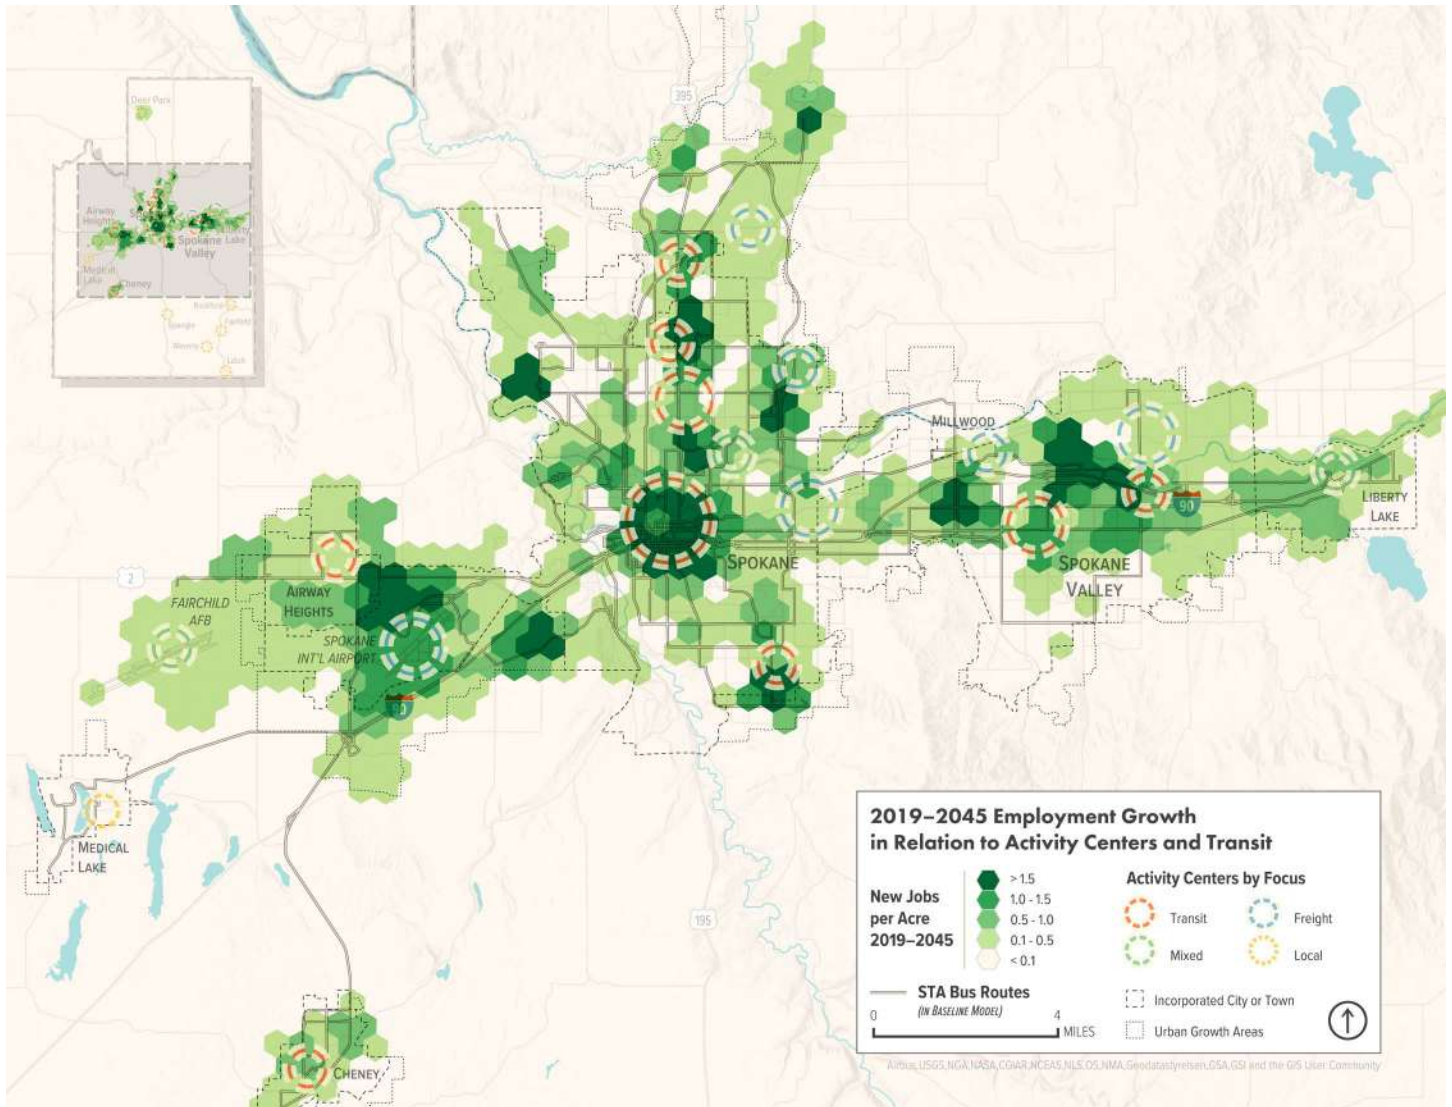 395
2
Deer Park
Airway
Heights
Spokane
Valley
Lake
Medical
Lake
Cheney
Rockford
Spangle
Fairfield
Waverly
Latah
MILLWOOD
90
LIBERTY
LAKE
SPOKANE
SPOKANE
VALLEY
2
FAIRCHILD
AFB
AIRWAY
HEIGHTS
SPOKANE
INT'L AIRPORT
90
MEDICAL
LAKE
195
CHENEY
2019–2045 Employment Growth
in Relation to Activity Centers and Transit
New Jobs
per Acre
2019–2045
> 1.5
1.0 - 1.5
0.5 - 1.0
0.1 - 0.5
< 0.1
Activity Centers by Focus
Transit
Freight
Mixed
Local
STA Bus Routes
(IN BASELINE MODEL)
0 4
MILES
Incorporated City or Town
Urban Growth Areas
Airbus,USGS,NGA,NASA,CGIAR,NCEAS,NLS,OS,NMA,Geodatastyrelsen,GSA,GSI and the GIS User Community